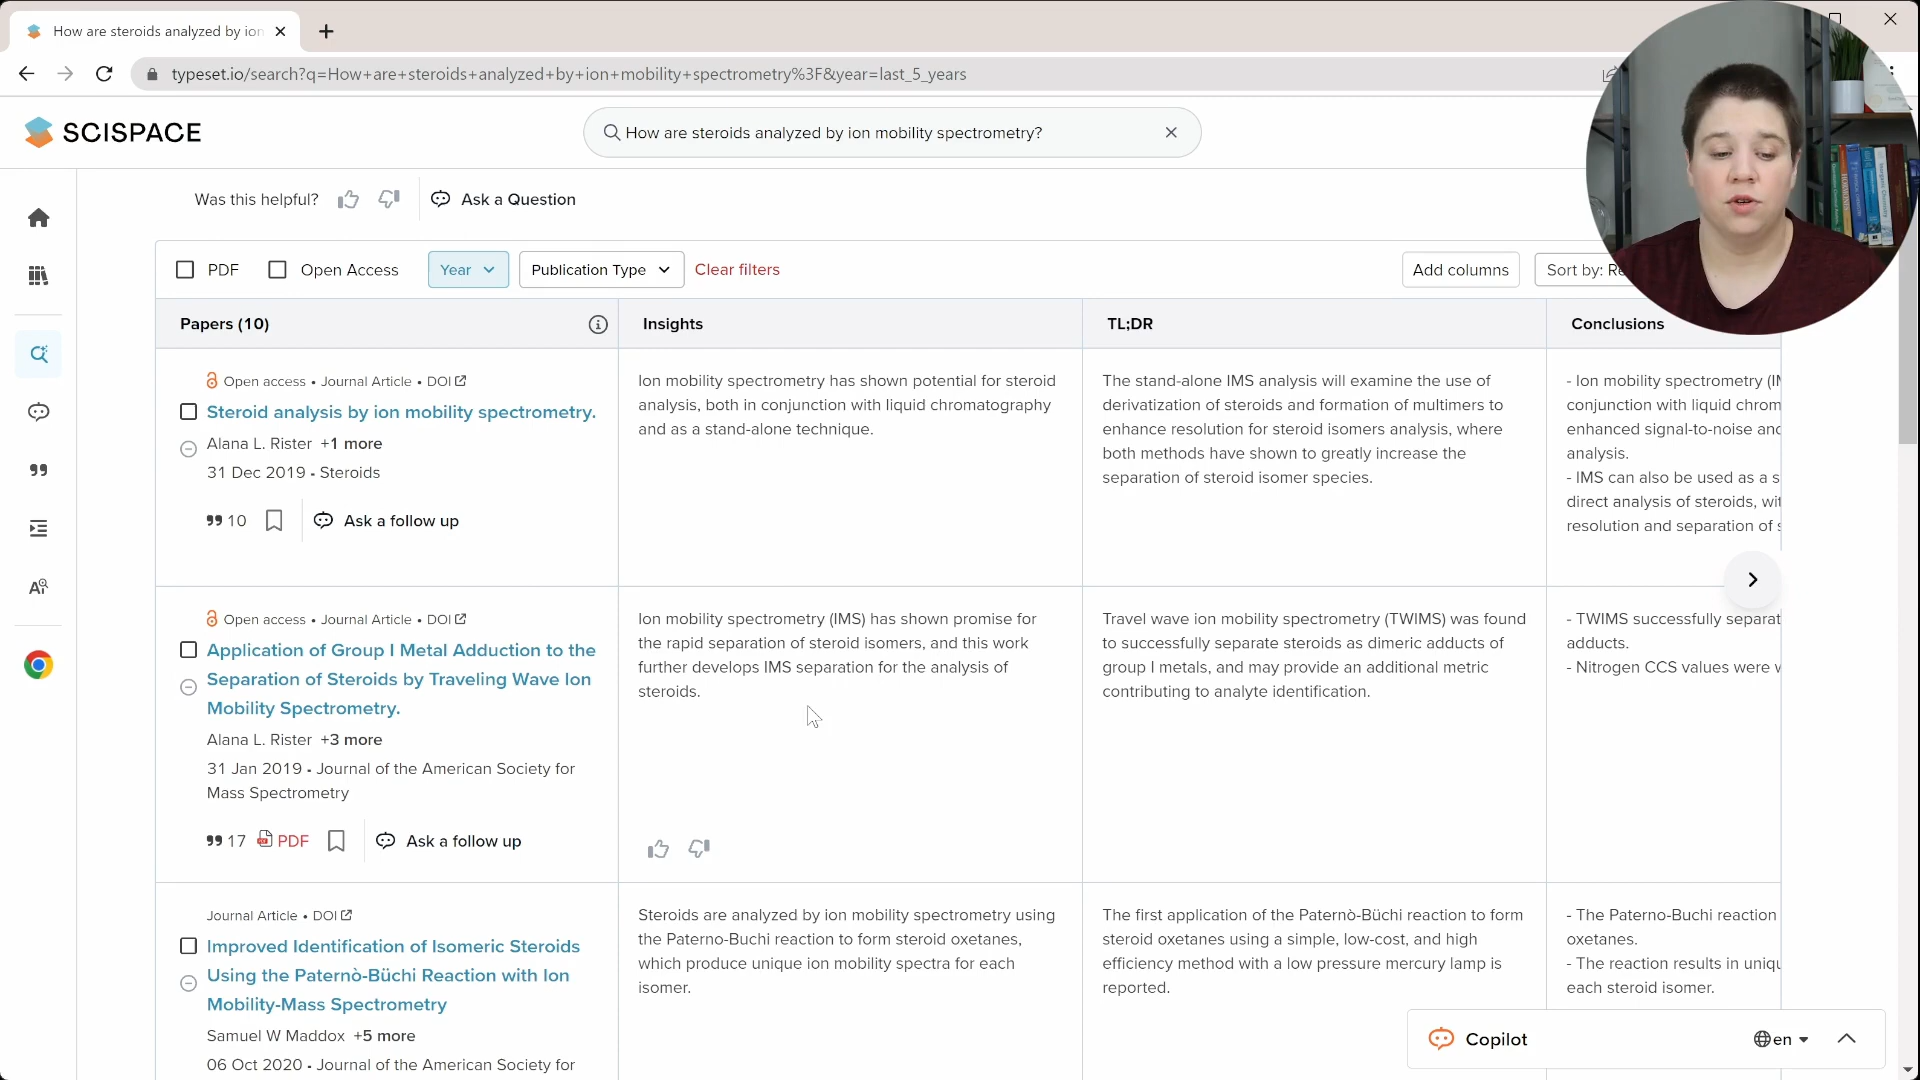 How are steroids analyzed by ion
typeset.io/search?q=How+are+steroids+analyzed+by+ion+mobility+spectrometry%3F&year=last_5_years
SCISPACE
How are steroids analyzed by ion mobility spectrometry?
Was this helpful?
Ask a Question
PDF
Open Access
Year
Publication Type
Clear filters
Add columns
Sort by: Re
Papers (10)
Insights
TL;DR
Conclusions
Open access • Journal Article • DOI
Steroid analysis by ion mobility spectrometry.
Alana L. Rister +1 more
31 Dec 2019 • Steroids
10
Ask a follow up
Ion mobility spectrometry has shown potential for steroid
analysis, both in conjunction with liquid chromatography
and as a stand-alone technique.
The stand-alone IMS analysis will examine the use of
derivatization of steroids and formation of multimers to
enhance resolution for steroid isomers analysis, where
both methods have shown to greatly increase the
separation of steroid isomer species.
- Ion mobility spectrometry (IM
conjunction with liquid chrom
enhanced signal-to-noise and
analysis.
- IMS can also be used as a s
direct analysis of steroids, wit
resolution and separation of s
Open access • Journal Article • DOI
Application of Group I Metal Adduction to the
Separation of Steroids by Traveling Wave Ion
Mobility Spectrometry.
Alana L. Rister +3 more
31 Jan 2019 • Journal of the American Society for
Mass Spectrometry
17
PDF
Ask a follow up
Ion mobility spectrometry (IMS) has shown promise for
the rapid separation of steroid isomers, and this work
further develops IMS separation for the analysis of
steroids.
Travel wave ion mobility spectrometry (TWIMS) was found
to successfully separate steroids as dimeric adducts of
group I metals, and may provide an additional metric
contributing to analyte identification.
- TWIMS successfully separat
adducts.
- Nitrogen CCS values were v
Journal Article • DOI
Improved Identification of Isomeric Steroids
Using the Paternò-Büchi Reaction with Ion
Mobility-Mass Spectrometry
Samuel W Maddox +5 more
06 Oct 2020 • Journal of the American Society for
Steroids are analyzed by ion mobility spectrometry using
the Paterno-Buchi reaction to form steroid oxetanes,
which produce unique ion mobility spectra for each
isomer.
The first application of the Paternò-Büchi reaction to form
steroid oxetanes using a simple, low-cost, and high
efficiency method with a low pressure mercury lamp is
reported.
- The Paterno-Buchi reaction
oxetanes.
- The reaction results in uniqu
each steroid isomer.
Copilot
en